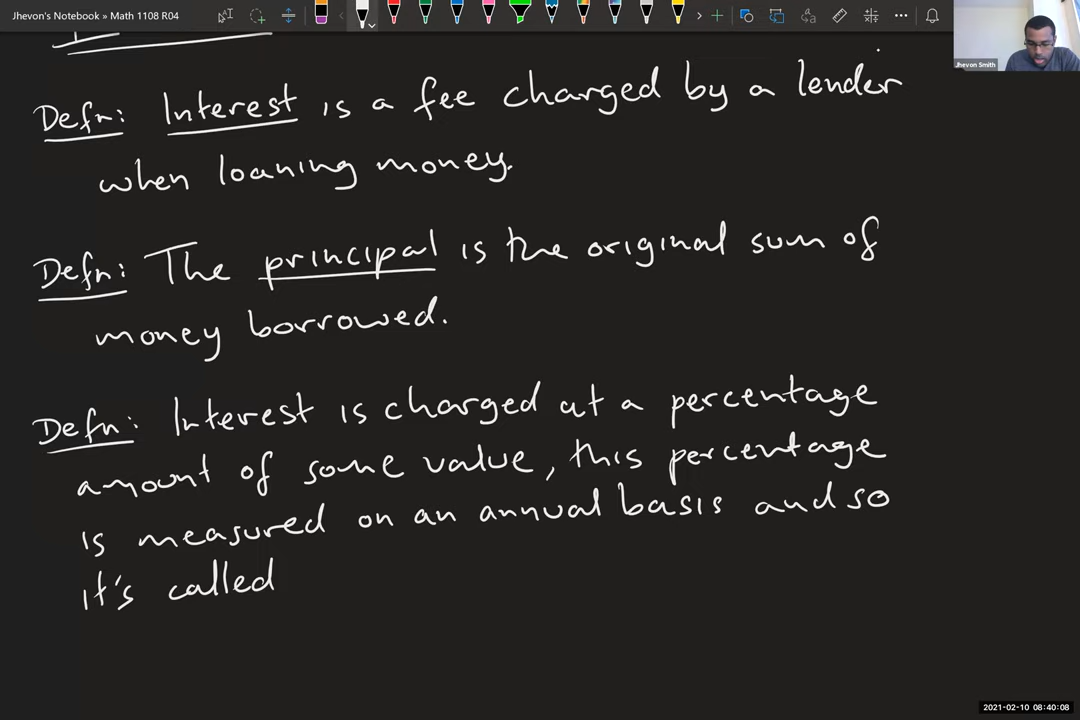 Jhevon's Notebook » Math 1108 R04
Jhevon Smith
Defn: Interest is a fee charged by a lender
when loaning money.
Defn: The principal is the original sum of
money borrowed.
Defn: Interest is charged at a percentage
amount of some value, this percentage
is measured on an annual basis and so
it's called
2021-02-10 08:40:08